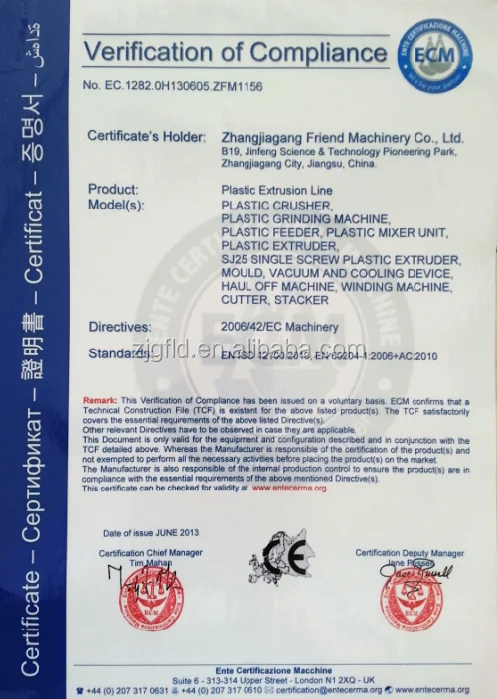 Verification of Compliance
ENTE CERTIFICAZIONE MACCHINE
ECM
let's be your partner
No. EC.1282.0H130605.ZFM1156
Certificate's Holder: Zhangjiagang Friend Machinery Co., Ltd.
B19, Jinfeng Science & Technology Pioneering Park,
Zhangjiagang City, Jiangsu, China.
Product: Plastic Extrusion Line
Model(s): PLASTIC CRUSHER,
PLASTIC GRINDING MACHINE,
PLASTIC FEEDER, PLASTIC MIXER UNIT,
PLASTIC EXTRUDER,
SJ25 SINGLE SCREW PLASTIC EXTRUDER,
MOULD, VACUUM AND COOLING DEVICE,
HAUL OFF MACHINE, WINDING MACHINE,
CUTTER, STACKER
Directives: 2006/42/EC Machinery
zjgfld.en.alibaba.com
Standards: EN ISO 12100:2010, EN 60204-1:2006+AC:2010
Remark: This Verification of Compliance has been issued on a voluntary basis. ECM confirms that a
Technical Construction File (TCF) is existent for the above listed product(s). The TCF satisfactorily
covers the essential requirements of the above listed Directive(s).
Other relevant Directives have to be observed in case they are applicable.
This Document is only valid for the equipment and configuration described and in conjunction with the
TCF detailed above. Whereas the Manufacturer is responsible of the certification of the product(s) and
not exempted to perform all the necessary activities before placing the product(s) on the market.
The Manufacturer is also responsible of the internal production control to ensure the product(s) are in
compliance with the essential requirements of the above mentioned Directive(s).
This certificate can be checked for validity at www.entecerma.org
Date of issue JUNE 2013
Certification Chief Manager
Tim Mahan
CE
Certification Deputy Manager
Jane Russell
ECM
ECM
Ente Certificazione Macchine
Suite 6 - 313-314 Upper Street - London N1 2XQ - UK
+44 (0) 207 317 0631 +44 (0) 207 317 0610 certification@entecerma.org www.entecerma.org
Certificate – Сертификат – 證明書 – Certificat – 증명서 –